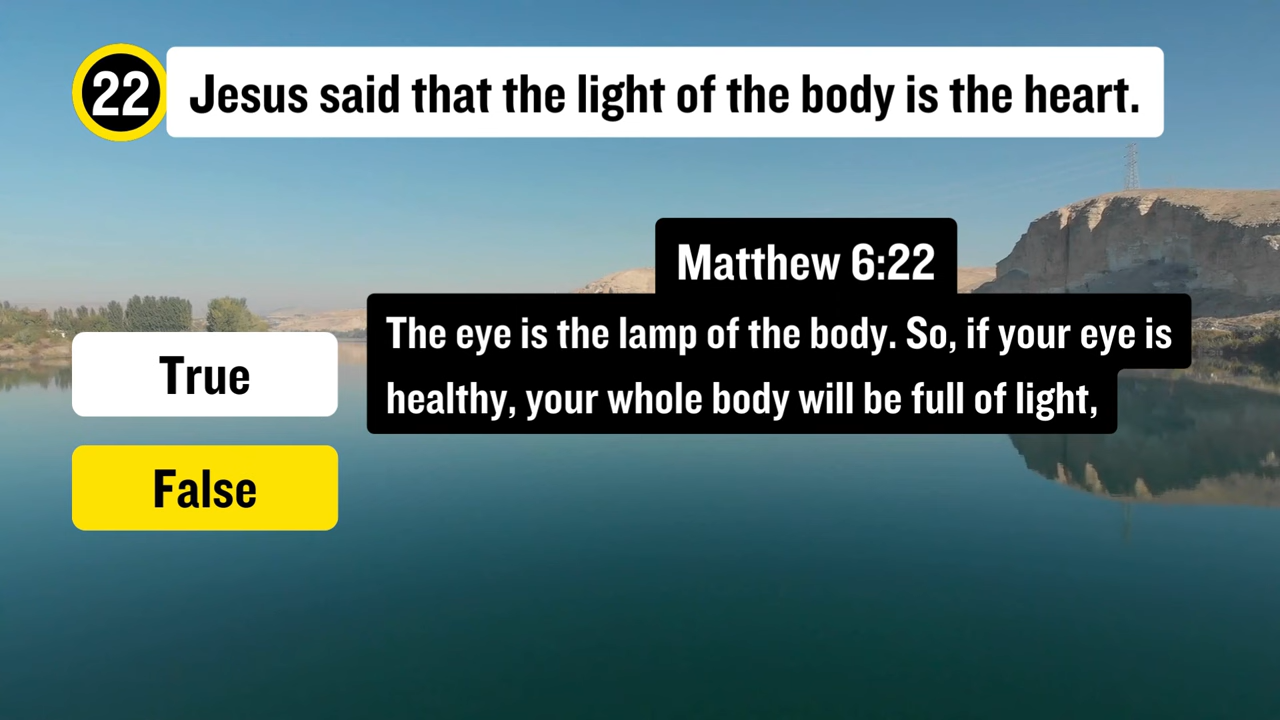 22 Jesus said that the light of the body is the heart.
Matthew 6:22
The eye is the lamp of the body. So, if your eye is
healthy, your whole body will be full of light,
True
False